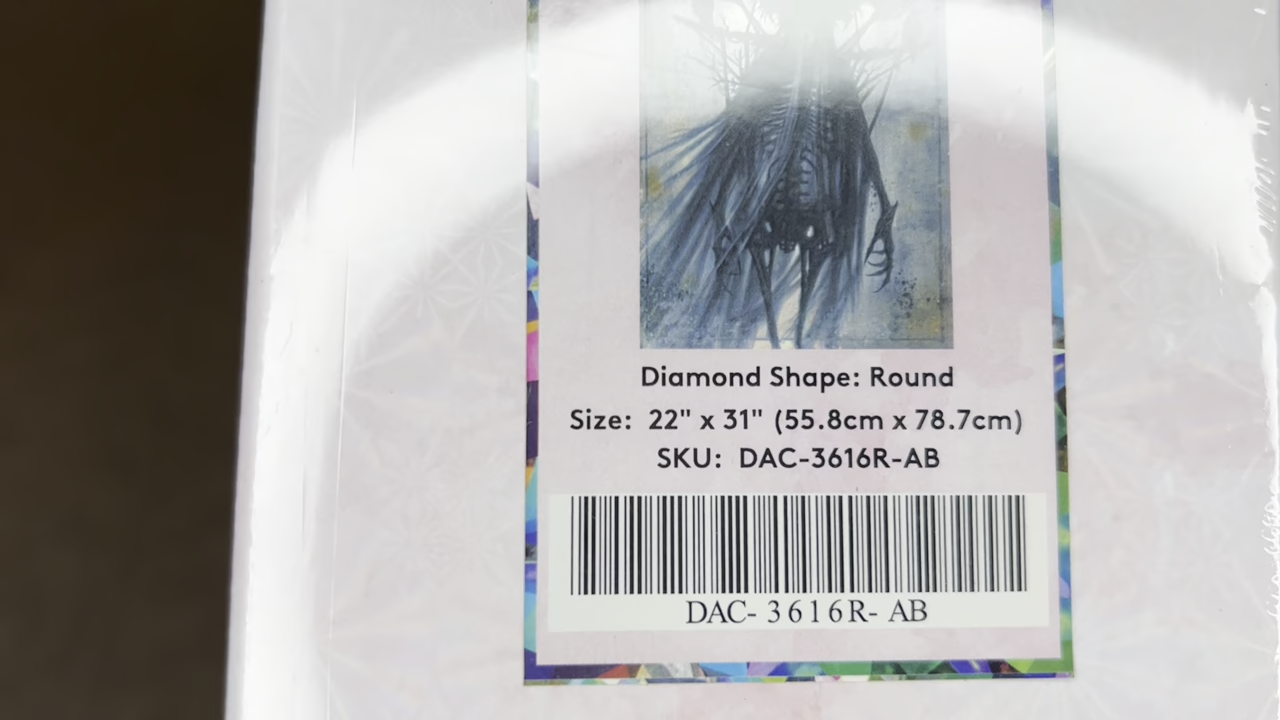 Diamond Shape: Round
Size: 22" x 31" (55.8cm x 78.7cm)
SKU: DAC-3616R-AB
DAC- 3616R- AB